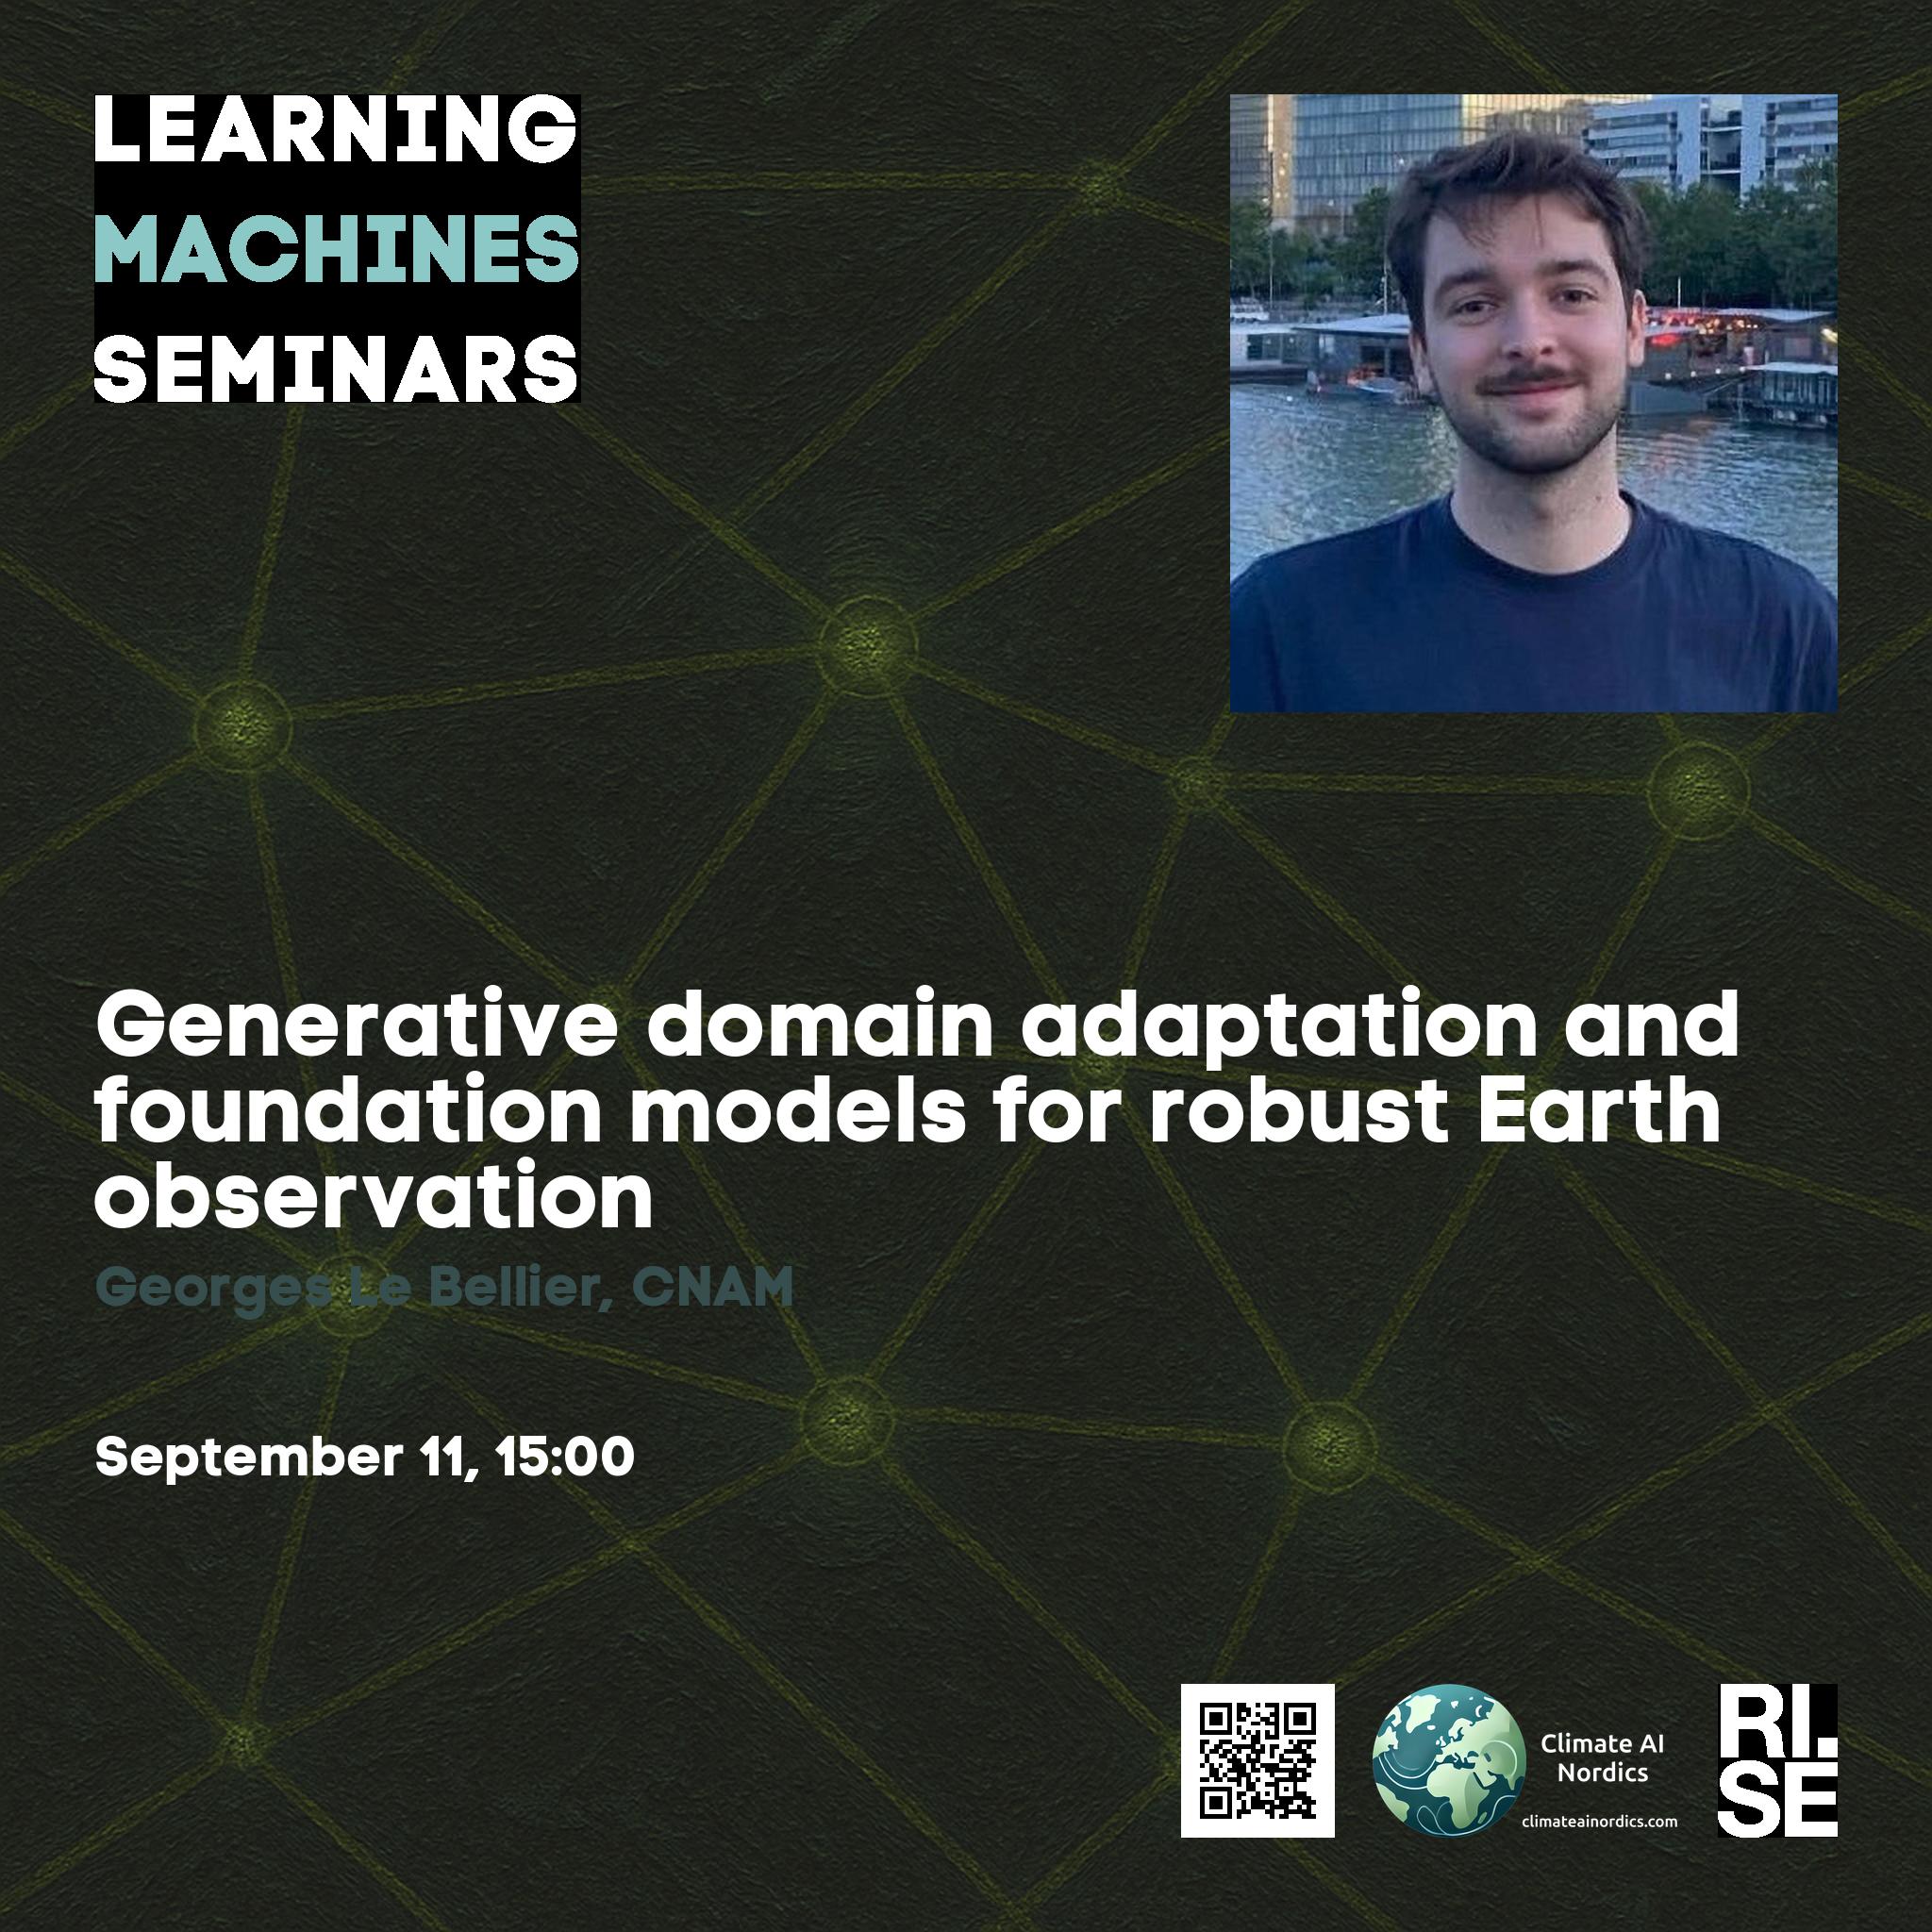 LEARNING
MACHINES
SEMINARS
Generative domain adaptation and
foundation models for robust Earth
observation
Georges Le Bellier, CNAM
September 11, 15:00
Climate AI
Nordics
climateainordics.com
RI.
SE